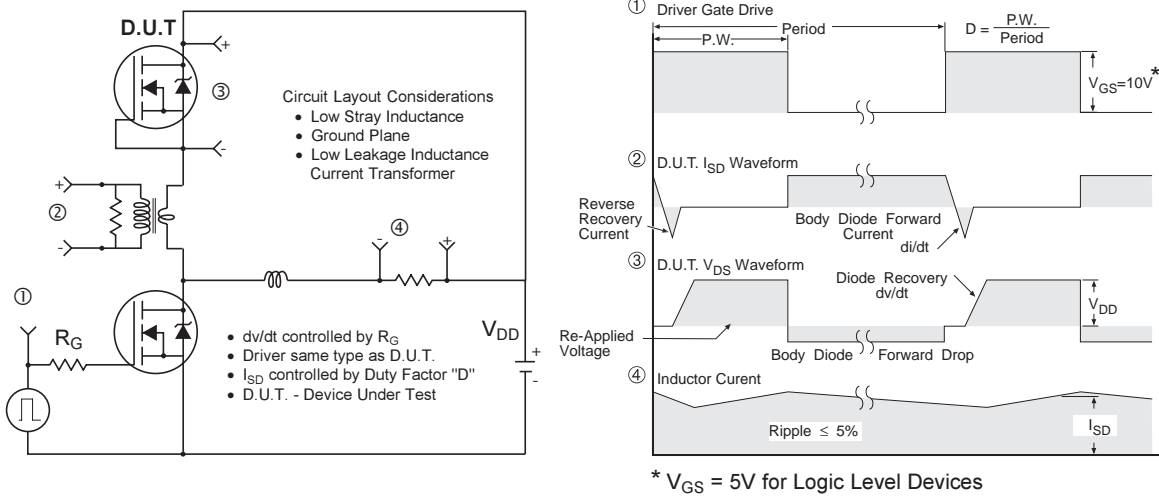 D.U.T
+
③
-
Circuit Layout Considerations
• Low Stray Inductance
• Ground Plane
• Low Leakage Inductance
Current Transformer
+
②
-
④
-
+
①
R_G
V_DD
+
-
• dv/dt controlled by R_G
• Driver same type as D.U.T.
• I_SD controlled by Duty Factor "D"
• D.U.T. - Device Under Test
① Driver Gate Drive
P.W.
Period
D = P.W.
Period
V_GS=10V*
② D.U.T. I_SD Waveform
Reverse
Recovery
Current
Body Diode Forward
Current
di/dt
③ D.U.T. V_DS Waveform
Diode Recovery
dv/dt
V_DD
Re-Applied
Voltage
Body Diode Forward Drop
④ Inductor Curent
Ripple ≤ 5%
I_SD
* V_GS = 5V for Logic Level Devices